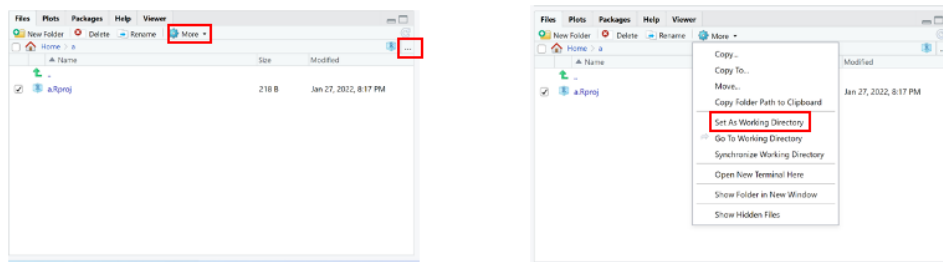 Files Plots Packages Help Viewer
New Folder Delete Rename More
Home > a ...
Name Size Modified
..
a.Rproj 218 B Jan 27, 2022, 8:17 PM
Files Plots Packages Help Viewer
New Folder Delete Rename More
Home > a
Name Modified
..
a.Rproj Jan 27, 2022, 8:17 PM
Copy...
Copy To...
Move...
Copy Folder Path to Clipboard
Set As Working Directory
Go To Working Directory
Synchronize Working Directory
Open New Terminal Here
Show Folder in New Window
Show Hidden Files